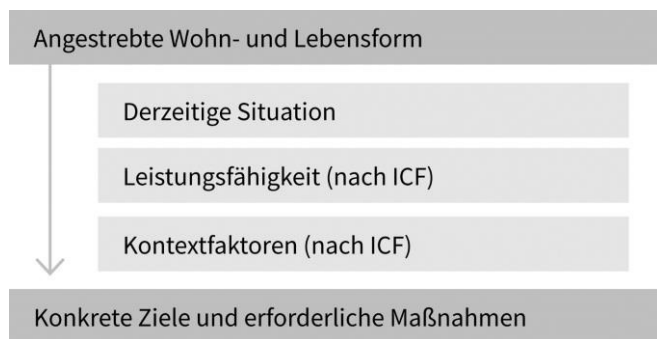 Angestrebte Wohn- und Lebensform
Derzeitige Situation
Leistungsfähigkeit (nach ICF)
Kontextfaktoren (nach ICF)
Konkrete Ziele und erforderliche Maßnahmen